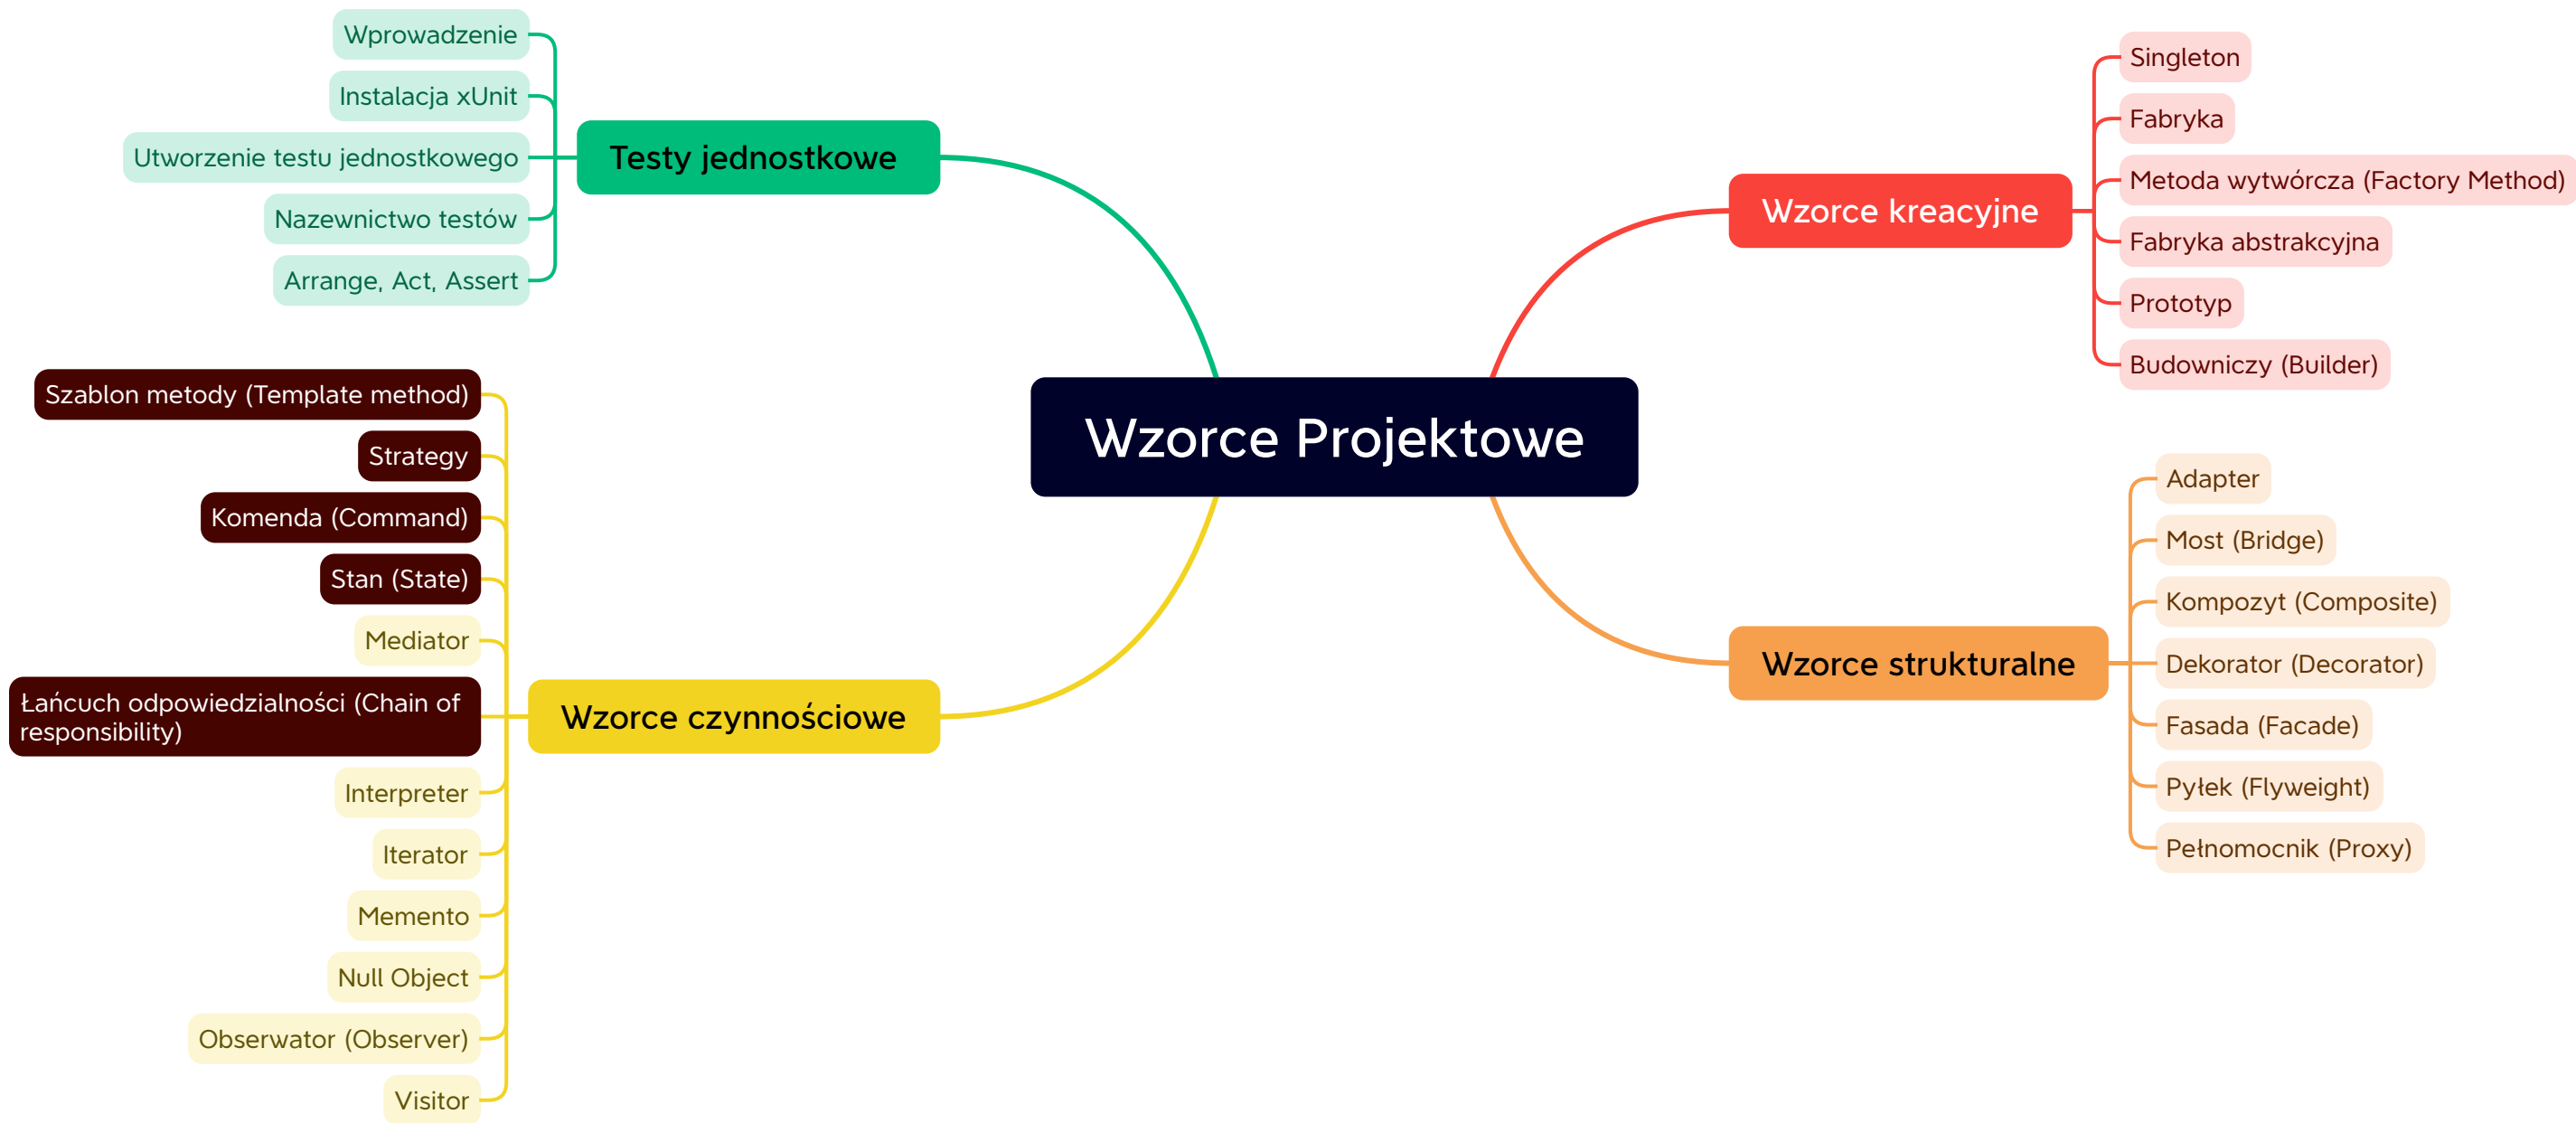 Wzorce Projektowe
Testy jednostkowe
Wprowadzenie
Instalacja xUnit
Utworzenie testu jednostkowego
Nazewnictwo testów
Arrange, Act, Assert
Wzorce czynnościowe
Szablon metody (Template method)
Strategy
Komenda (Command)
Stan (State)
Mediator
Łańcuch odpowiedzialności (Chain of
responsibility)
Interpreter
Iterator
Memento
Null Object
Obserwator (Observer)
Visitor
Wzorce kreacyjne
Singleton
Fabryka
Metoda wytwórcza (Factory Method)
Fabryka abstrakcyjna
Prototyp
Budowniczy (Builder)
Wzorce strukturalne
Adapter
Most (Bridge)
Kompozyt (Composite)
Dekorator (Decorator)
Fasada (Facade)
Pyłek (Flyweight)
Pełnomocnik (Proxy)